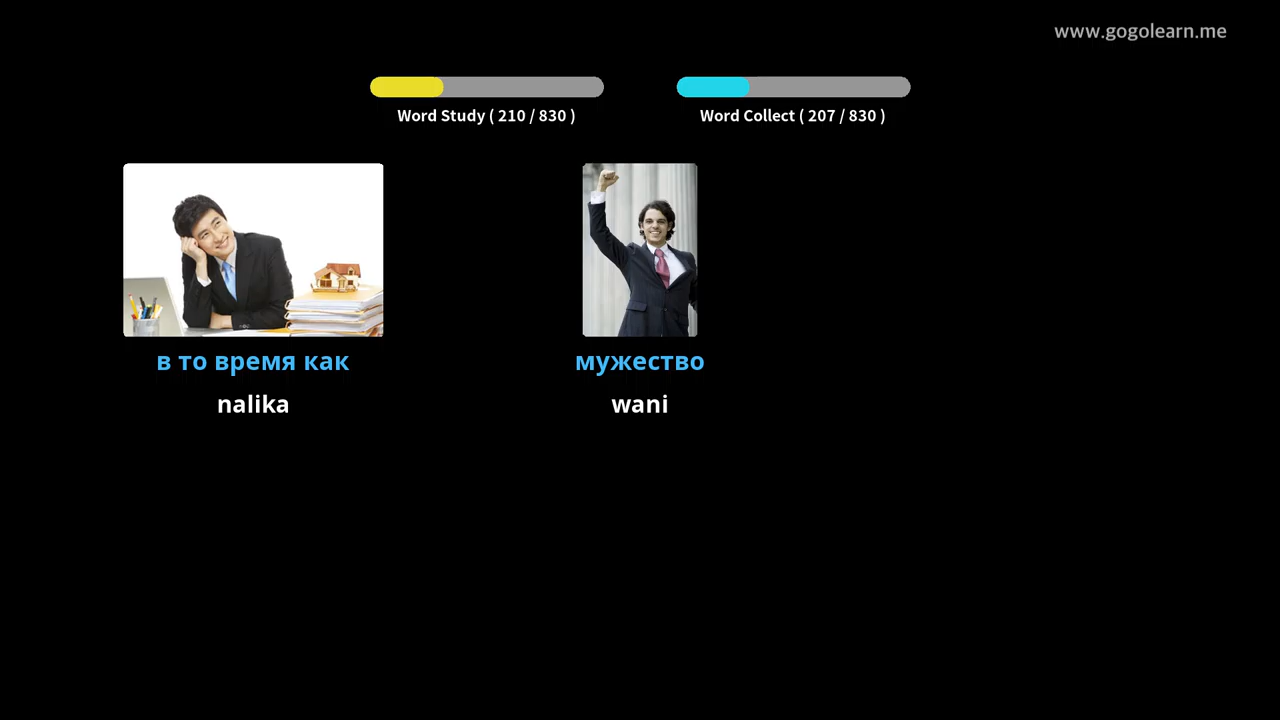 www.gogolearn.me
Word Study ( 210 / 830 )
Word Collect ( 207 / 830 )
в то время как
nalika
мужество
wani